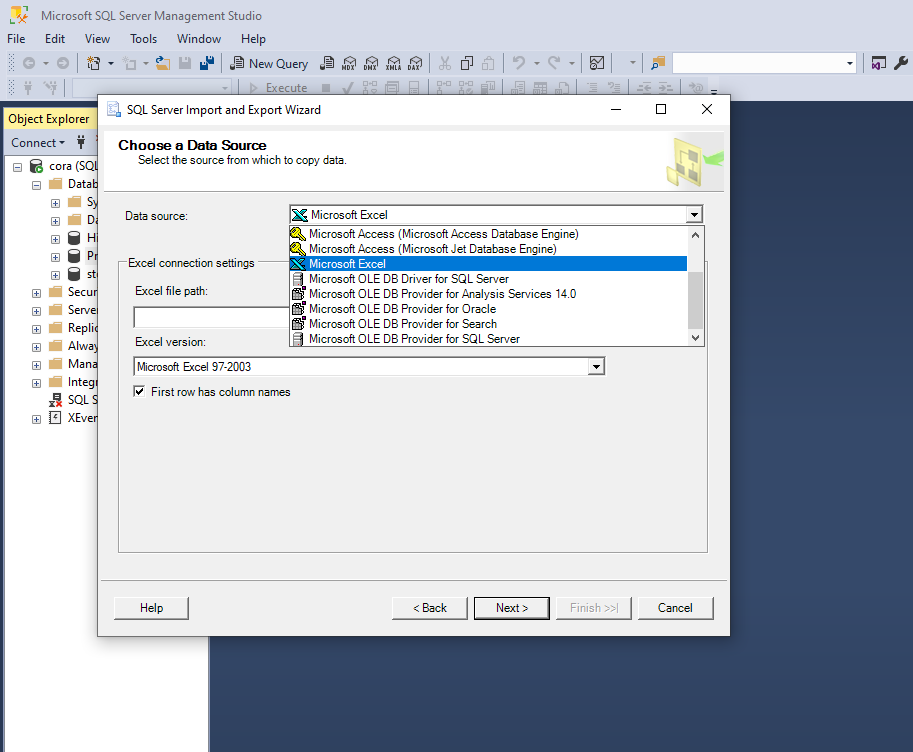 Microsoft SQL Server Management Studio
File Edit View Tools Window Help
New Query MDX DMX XMLA DAX
Execute
Object Explorer
Connect
cora (SQL
Datab
Sy
Da
Hi
Pr
st
Secur
Server
Replic
Alway
Mana
Integr
SQL S
XEven
SQL Server Import and Export Wizard
Choose a Data Source
Select the source from which to copy data.
Data source: Microsoft Excel
Microsoft Access (Microsoft Access Database Engine)
Microsoft Access (Microsoft Jet Database Engine)
Microsoft Excel
Microsoft OLE DB Driver for SQL Server
Microsoft OLE DB Provider for Analysis Services 14.0
Microsoft OLE DB Provider for Oracle
Microsoft OLE DB Provider for Search
Microsoft OLE DB Provider for SQL Server
Excel connection settings
Excel file path:
Excel version:
Microsoft Excel 97-2003
First row has column names
Help < Back Next > Finish >>| Cancel